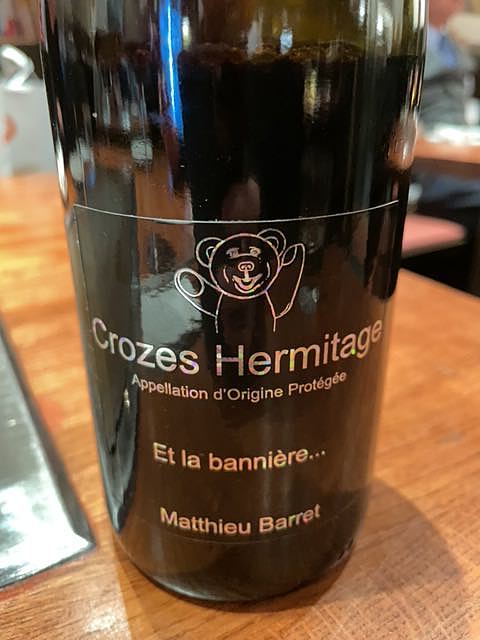 Crozes Hermitage
Appellation d'Origine Protégée
Et la bannière...
Matthieu Barret